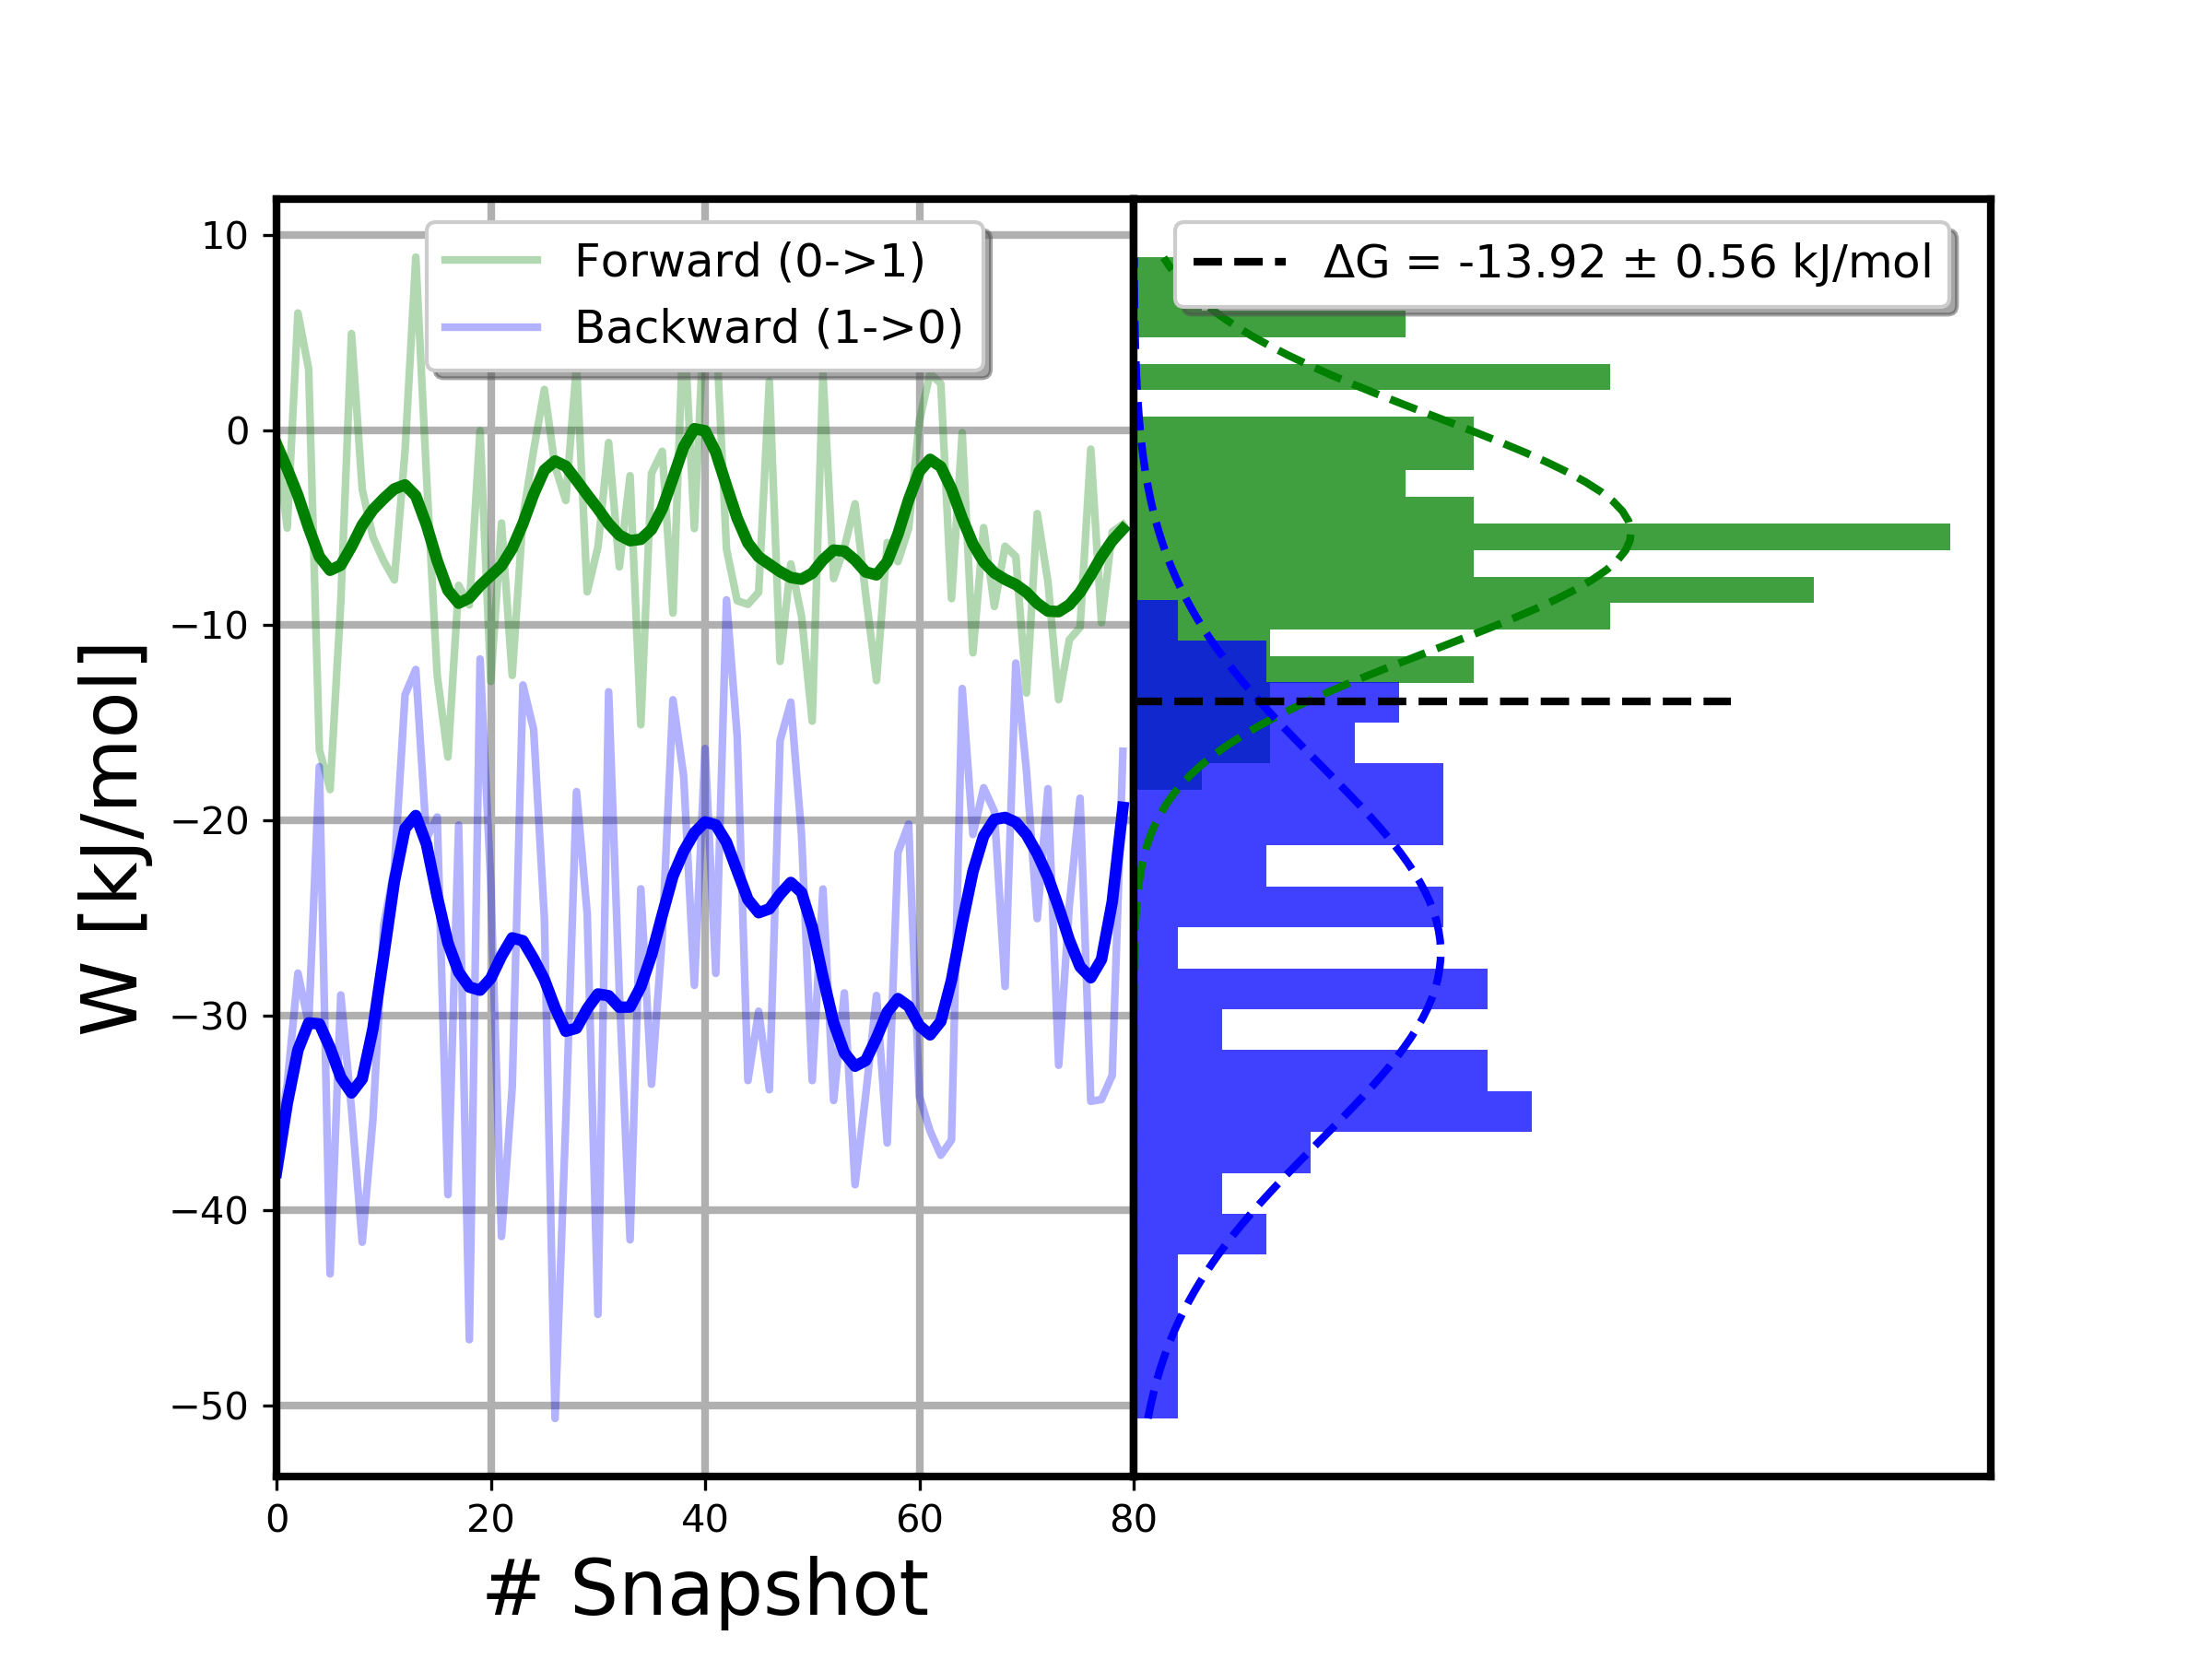 W [kJ/mol]
10
0
−10
−20
−30
−40
−50
Forward (0->1)
Backward (1->0)
ΔG = -13.92 ± 0.56 kJ/mol
0 20 40 60 80
# Snapshot